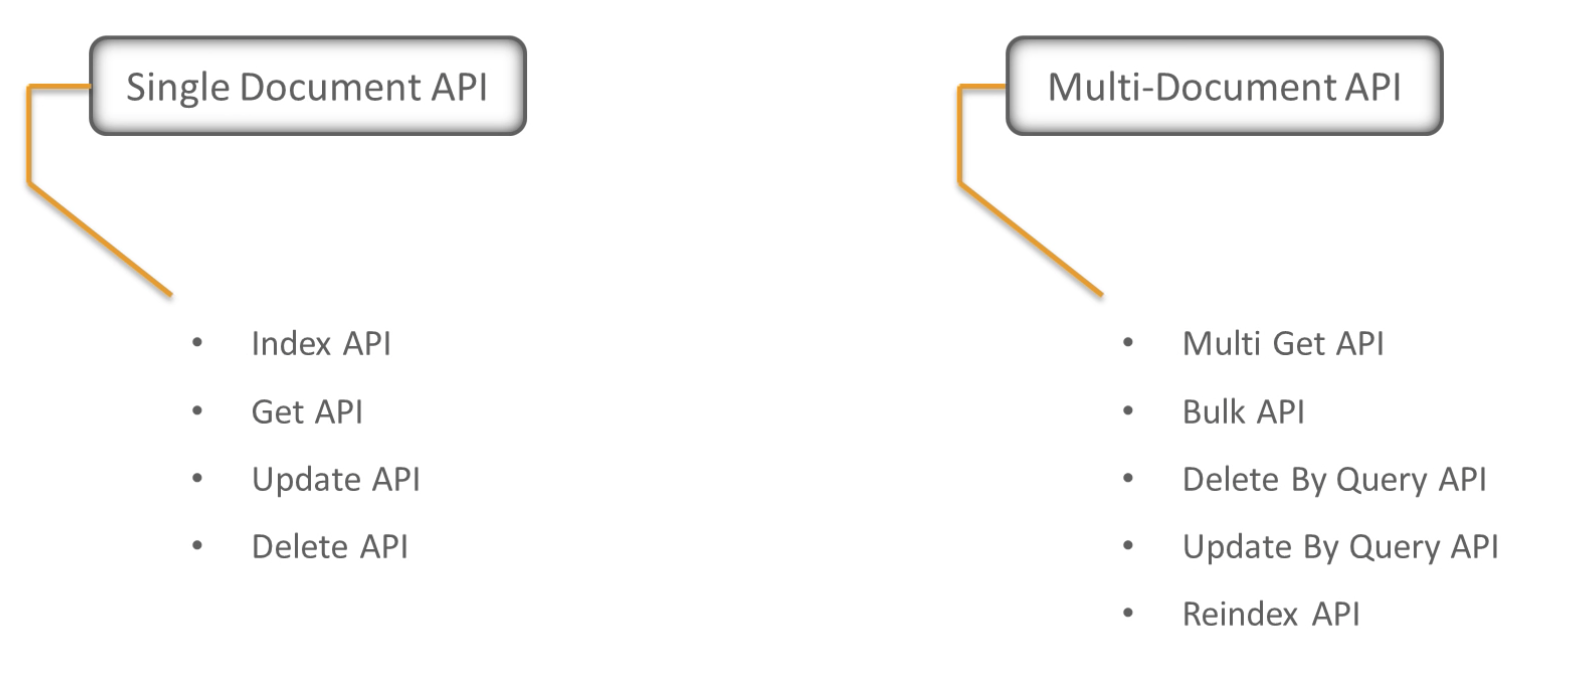 Single Document API
• Index API
• Get API
• Update API
• Delete API
Multi-Document API
• Multi Get API
• Bulk API
• Delete By Query API
• Update By Query API
• Reindex API